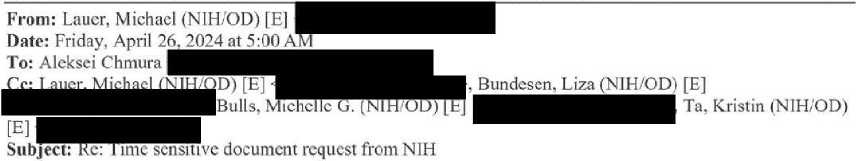 From: Lauer, Michael (NIH/OD) [E]
Date: Friday, April 26, 2024 at 5:00 AM
To: Aleksei Chmura
Cc: Lauer, Michael (NIH/OD) [E] <, Bundesen, Liza (NIH/OD) [E]
Bulls, Michelle G. (NIH/OD) [E] , Ta, Kristin (NIH/OD)
[E]
Subject: Re: Time sensitive document request from NIH